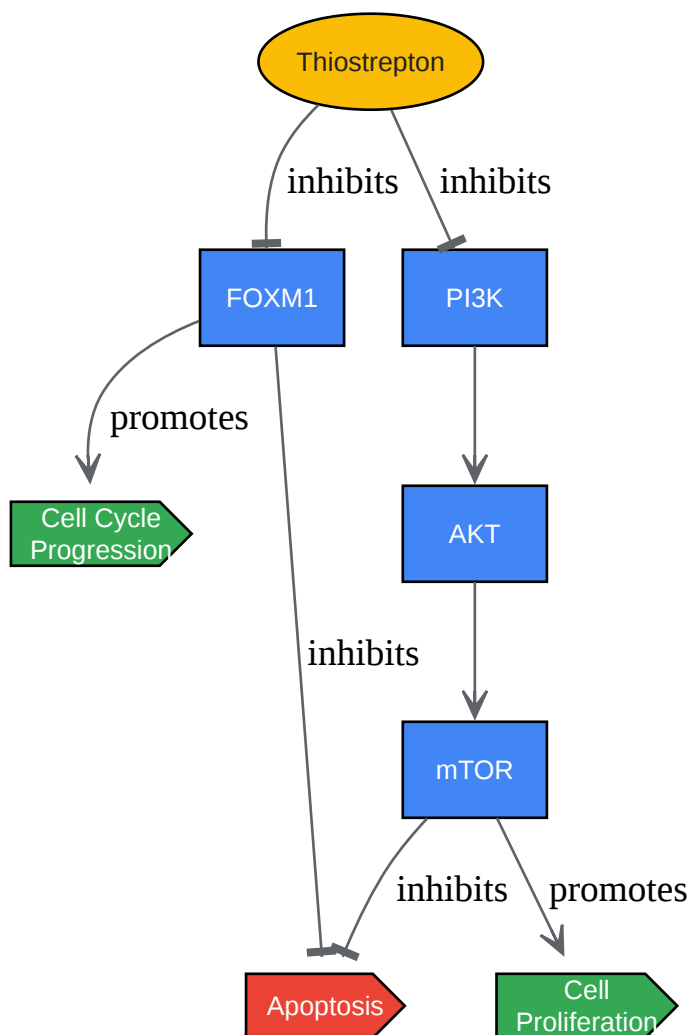 Thiostrepton
inhibits
inhibits
FOXM1
PI3K
promotes
Cell Cycle
Progression
AKT
inhibits
mTOR
inhibits
promotes
Apoptosis
Cell
Proliferation